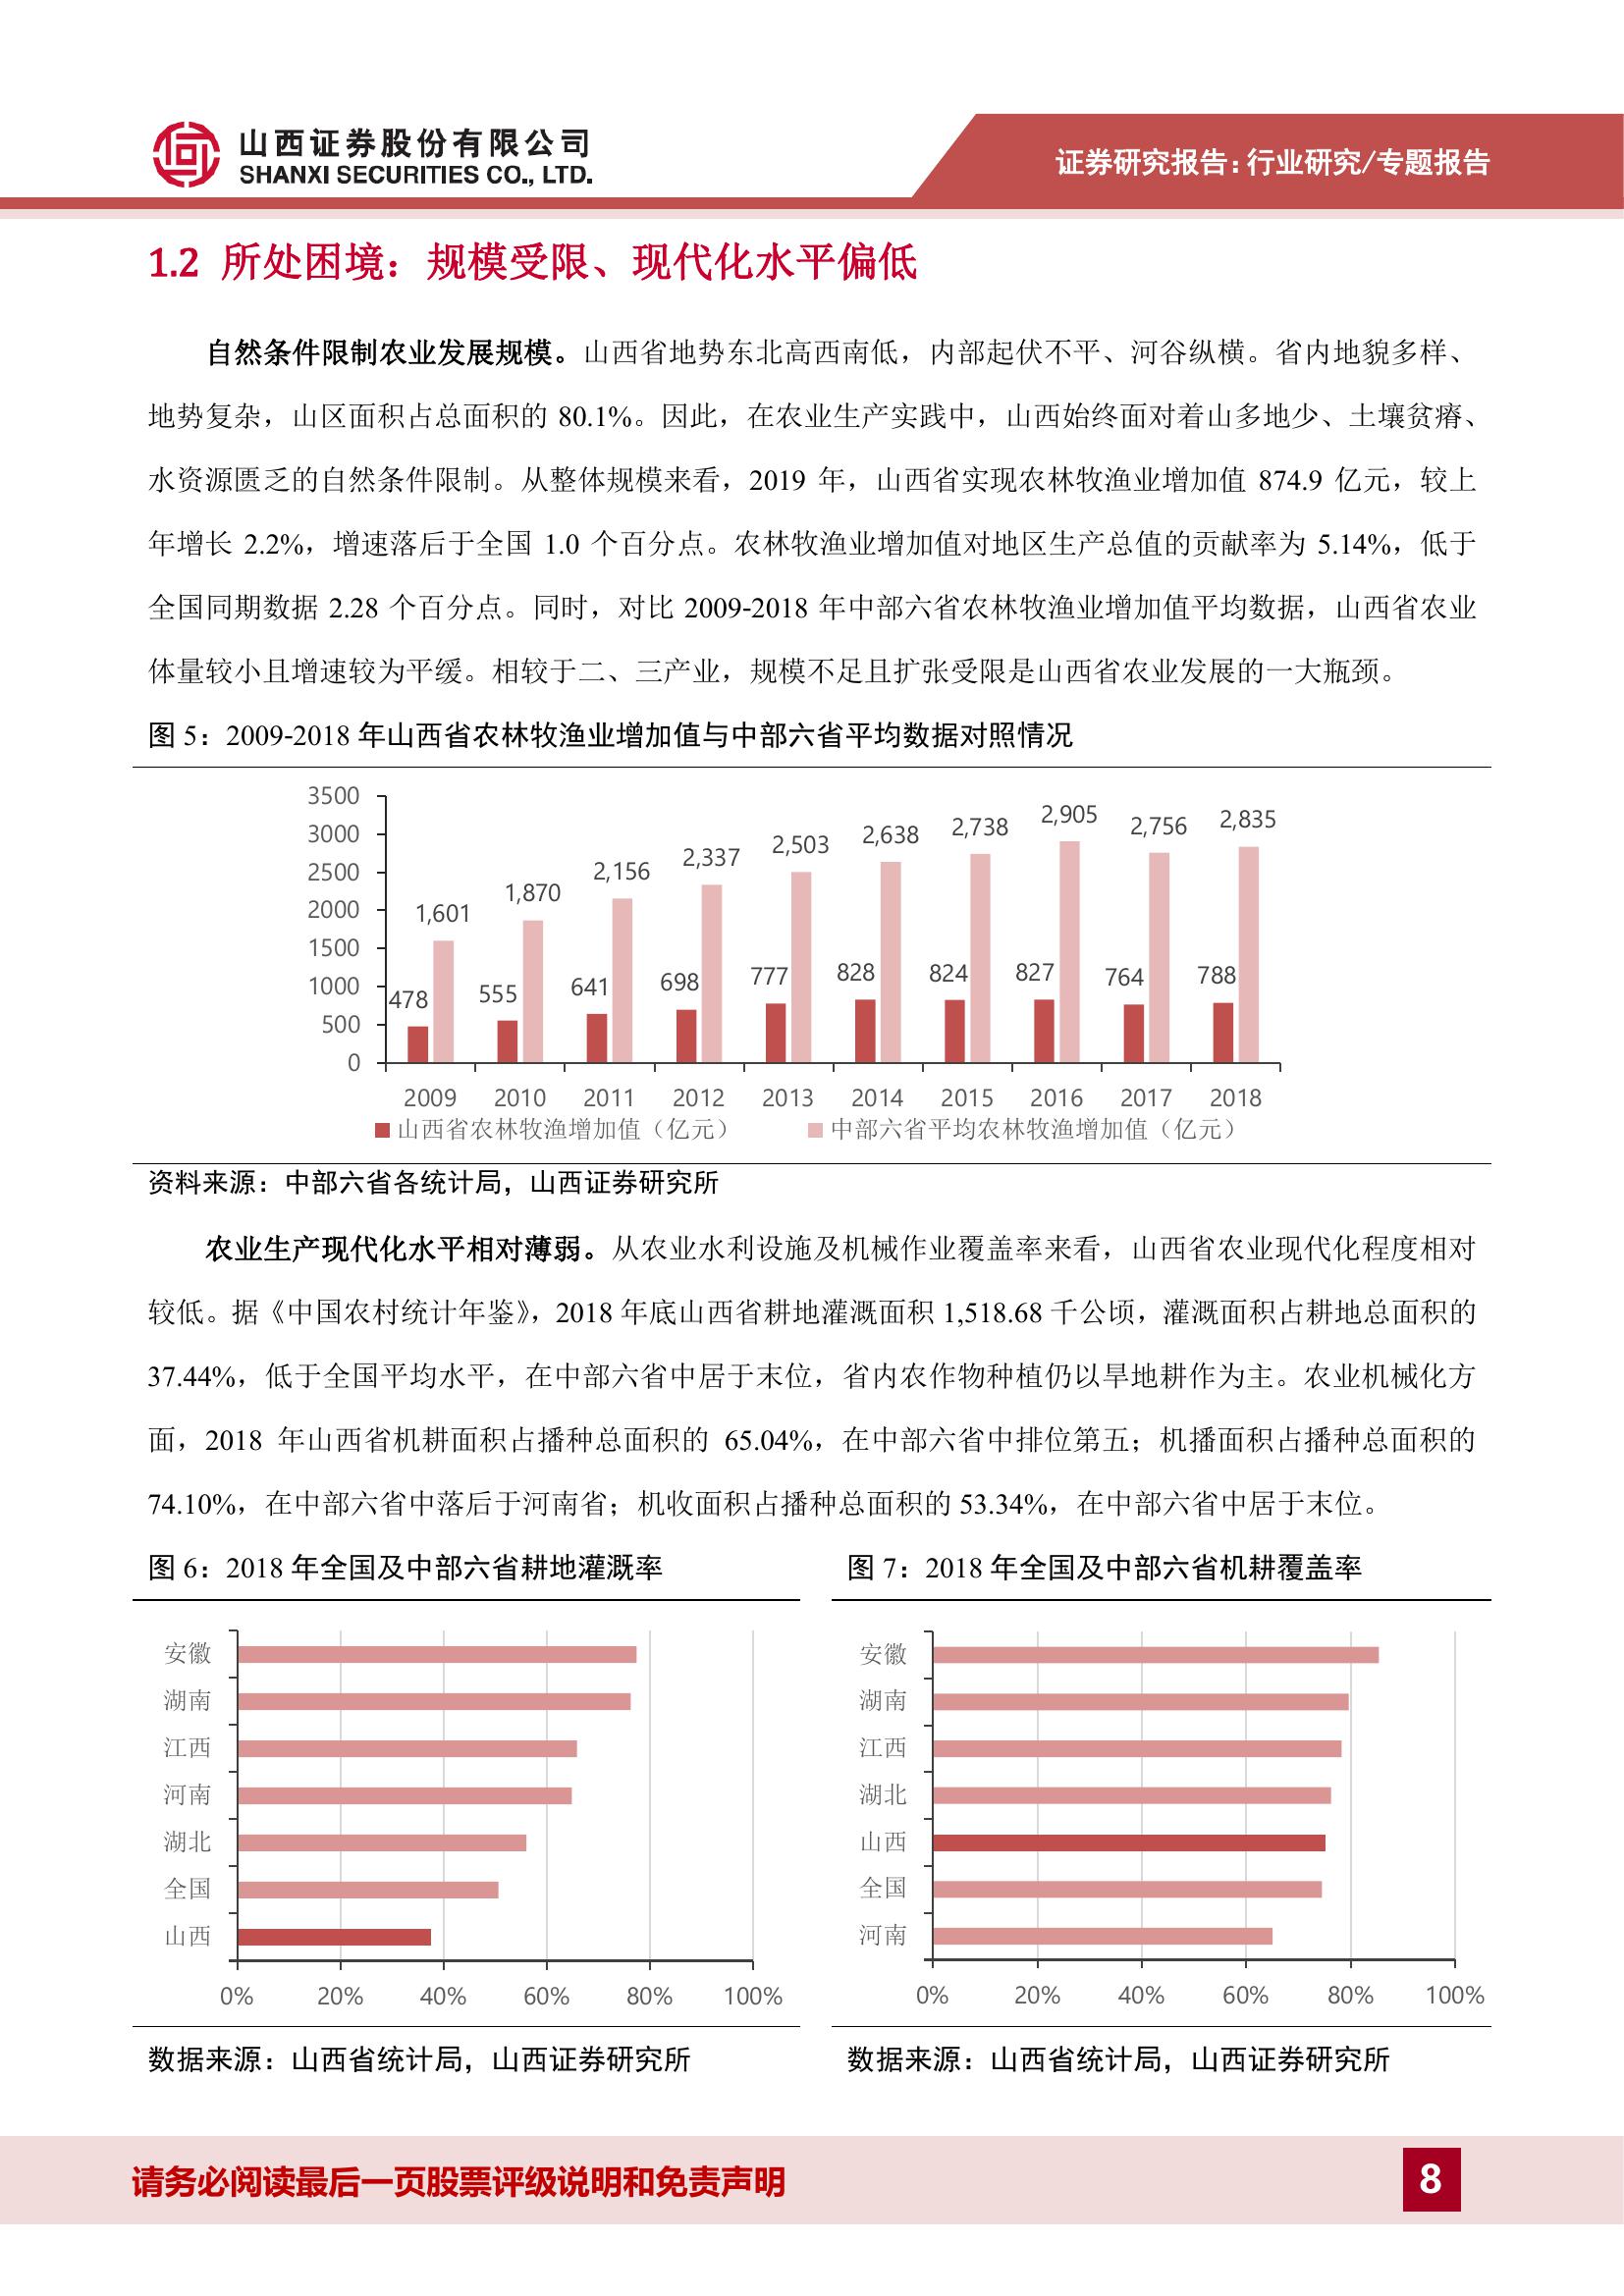 山西证券股份有限公司
SHANXI SECURITIES CO., LTD.
证券研究报告:行业研究/专题报告
1.2 所处困境：规模受限、现代化水平偏低
自然条件限制农业发展规模。山西省地势东北高西南低，内部起伏不平、河谷纵横。省内地貌多样、
地势复杂，山区面积占总面积的 80.1%。因此，在农业生产实践中，山西始终面对着山多地少、土壤贫瘠、
水资源匮乏的自然条件限制。从整体规模来看，2019 年，山西省实现农林牧渔业增加值 874.9 亿元，较上
年增长 2.2%，增速落后于全国 1.0 个百分点。农林牧渔业增加值对地区生产总值的贡献率为 5.14%，低于
全国同期数据 2.28 个百分点。同时，对比 2009-2018 年中部六省农林牧渔业增加值平均数据，山西省农业
体量较小且增速较为平缓。相较于二、三产业，规模不足且扩张受限是山西省农业发展的一大瓶颈。
图 5：2009-2018 年山西省农林牧渔业增加值与中部六省平均数据对照情况
3500
3000
2500
2000
1500
1000
500
0
478 555 641 698 777 828 824 827 764 788
1,601 1,870 2,156 2,337 2,503 2,638 2,738 2,905 2,756 2,835
2009 2010 2011 2012 2013 2014 2015 2016 2017 2018
山西省农林牧渔增加值（亿元） 中部六省平均农林牧渔增加值（亿元）
资料来源：中部六省各统计局，山西证券研究所
农业生产现代化水平相对薄弱。从农业水利设施及机械作业覆盖率来看，山西省农业现代化程度相对
较低。据《中国农村统计年鉴》，2018 年底山西省耕地灌溉面积 1,518.68 千公顷，灌溉面积占耕地总面积的
37.44%，低于全国平均水平，在中部六省中居于末位，省内农作物种植仍以旱地耕作为主。农业机械化方
面，2018 年山西省机耕面积占播种总面积的 65.04%，在中部六省中排位第五；机播面积占播种总面积的
74.10%，在中部六省中落后于河南省；机收面积占播种总面积的 53.34%，在中部六省中居于末位。
图 6：2018 年全国及中部六省耕地灌溉率
安徽
湖南
江西
河南
湖北
全国
山西
0% 20% 40% 60% 80% 100%
数据来源：山西省统计局，山西证券研究所
图 7：2018 年全国及中部六省机耕覆盖率
安徽
湖南
江西
湖北
山西
全国
河南
0% 20% 40% 60% 80% 100%
数据来源：山西省统计局，山西证券研究所
请务必阅读最后一页股票评级说明和免责声明
8